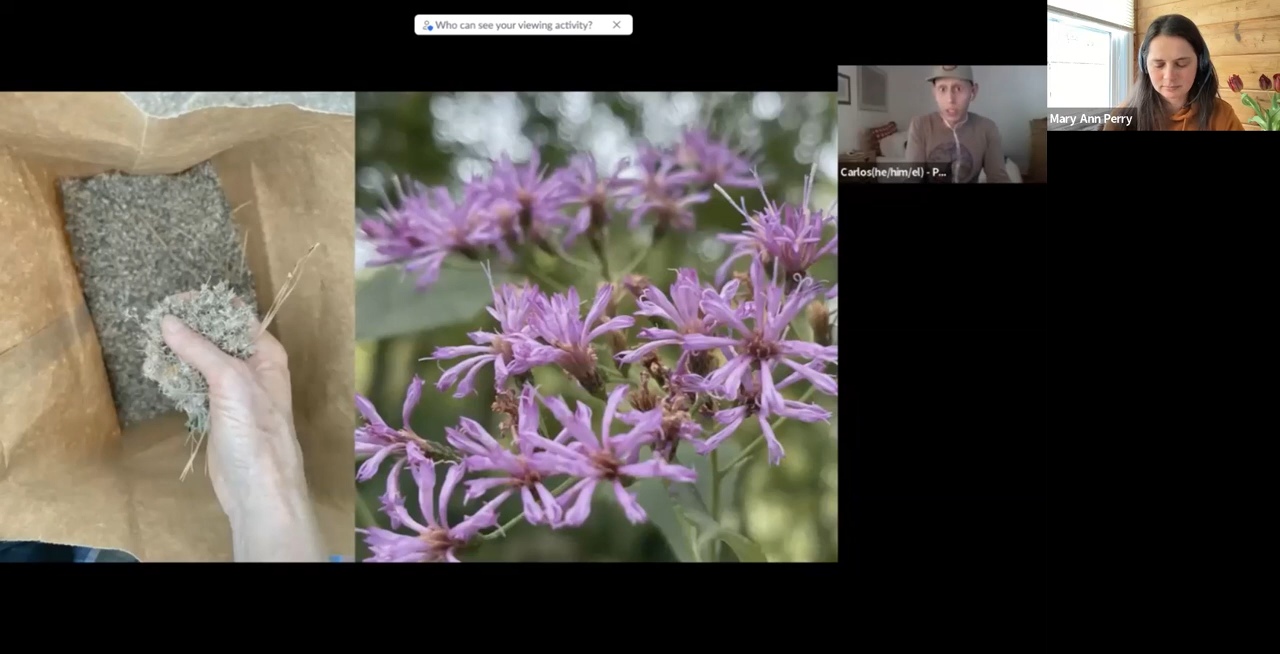 Who can see your viewing activity?
Mary Ann Perry
Carlos(he/him/el) - P...